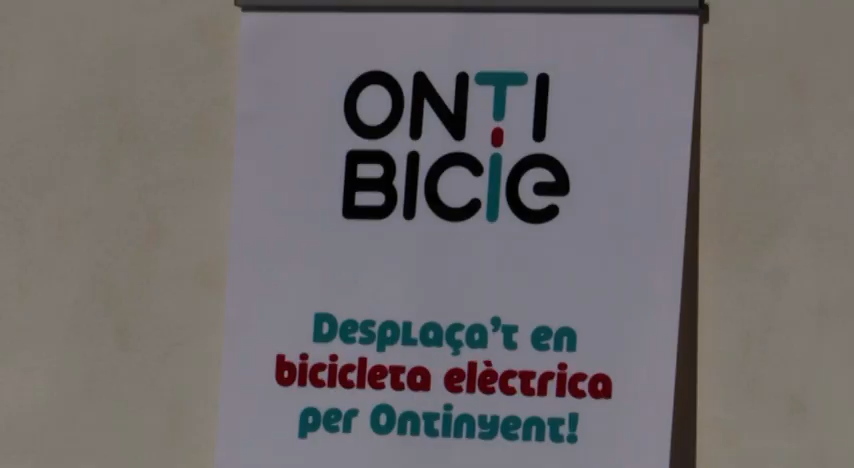 ONTI
BICIE
Desplaça't en
bicicleta elèctrica
per Ontinyent!